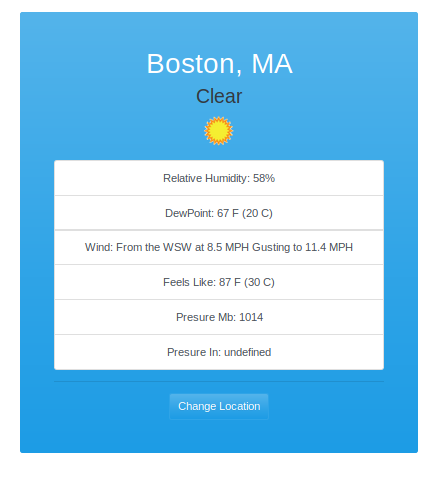 Boston, MA
Clear
Relative Humidity: 58%
DewPoint: 67 F (20 C)
Wind: From the WSW at 8.5 MPH Gusting to 11.4 MPH
Feels Like: 87 F (30 C)
Presure Mb: 1014
Presure In: undefined
Change Location